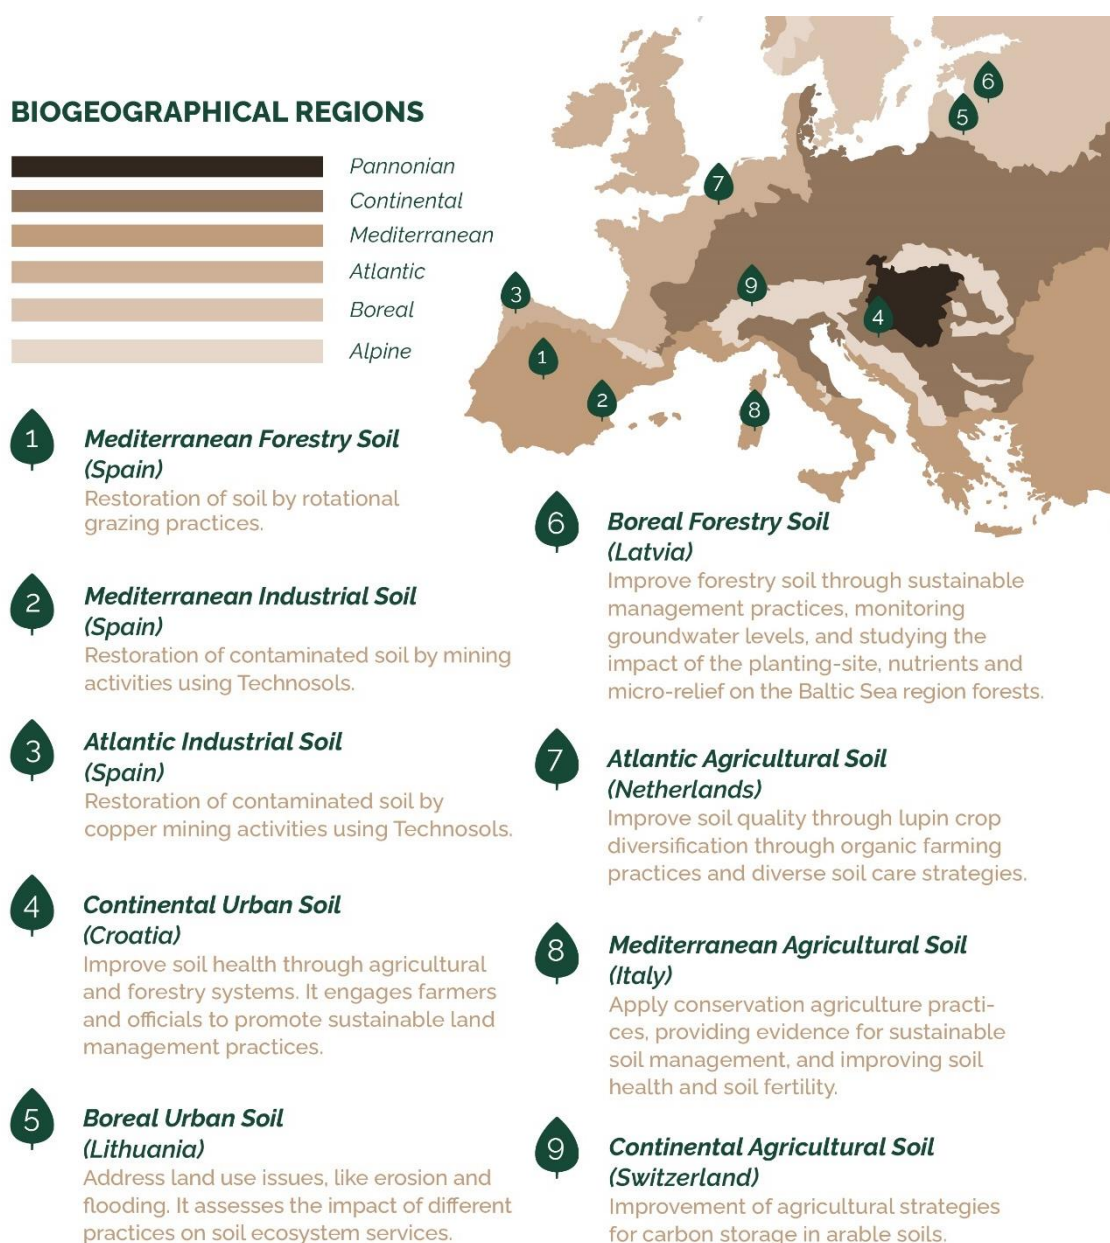 BIOGEOGRAPHICAL REGIONS
Pannonian
Continental
Mediterranean
Atlantic
Boreal
Alpine
6
5
7
9
3
4
1
2
8
1
Mediterranean Forestry Soil
(Spain)
Restoration of soil by rotational
grazing practices.
2
Mediterranean Industrial Soil
(Spain)
Restoration of contaminated soil by mining
activities using Technosols.
3
Atlantic Industrial Soil
(Spain)
Restoration of contaminated soil by
copper mining activities using Technosols.
4
Continental Urban Soil
(Croatia)
Improve soil health through agricultural
and forestry systems. It engages farmers
and officials to promote sustainable land
management practices.
5
Boreal Urban Soil
(Lithuania)
Address land use issues, like erosion and
flooding. It assesses the impact of different
practices on soil ecosystem services.
6
Boreal Forestry Soil
(Latvia)
Improve forestry soil through sustainable
management practices, monitoring
groundwater levels, and studying the
impact of the planting-site, nutrients and
micro-relief on the Baltic Sea region forests.
7
Atlantic Agricultural Soil
(Netherlands)
Improve soil quality through lupin crop
diversification through organic farming
practices and diverse soil care strategies.
8
Mediterranean Agricultural Soil
(Italy)
Apply conservation agriculture practi-
ces, providing evidence for sustainable
soil management, and improving soil
health and soil fertility.
9
Continental Agricultural Soil
(Switzerland)
Improvement of agricultural strategies
for carbon storage in arable soils.